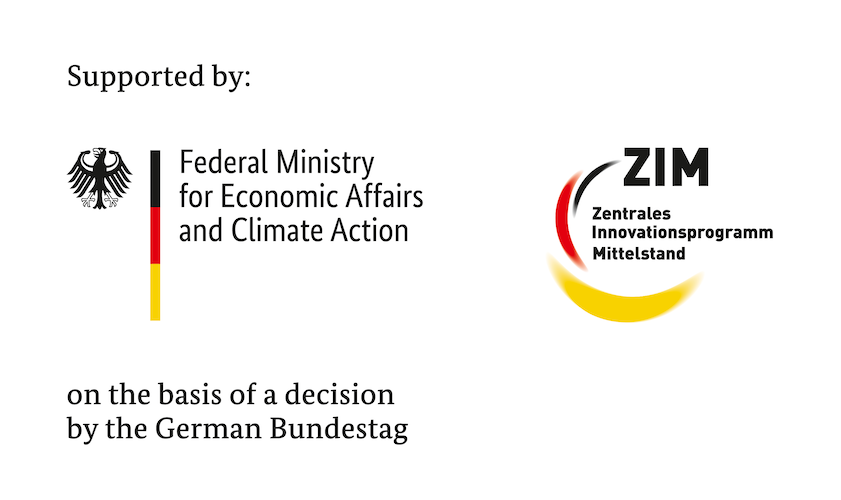 Supported by:
Federal Ministry
for Economic Affairs
and Climate Action
ZIM
Zentrales
Innovationsprogramm
Mittelstand
on the basis of a decision
by the German Bundestag